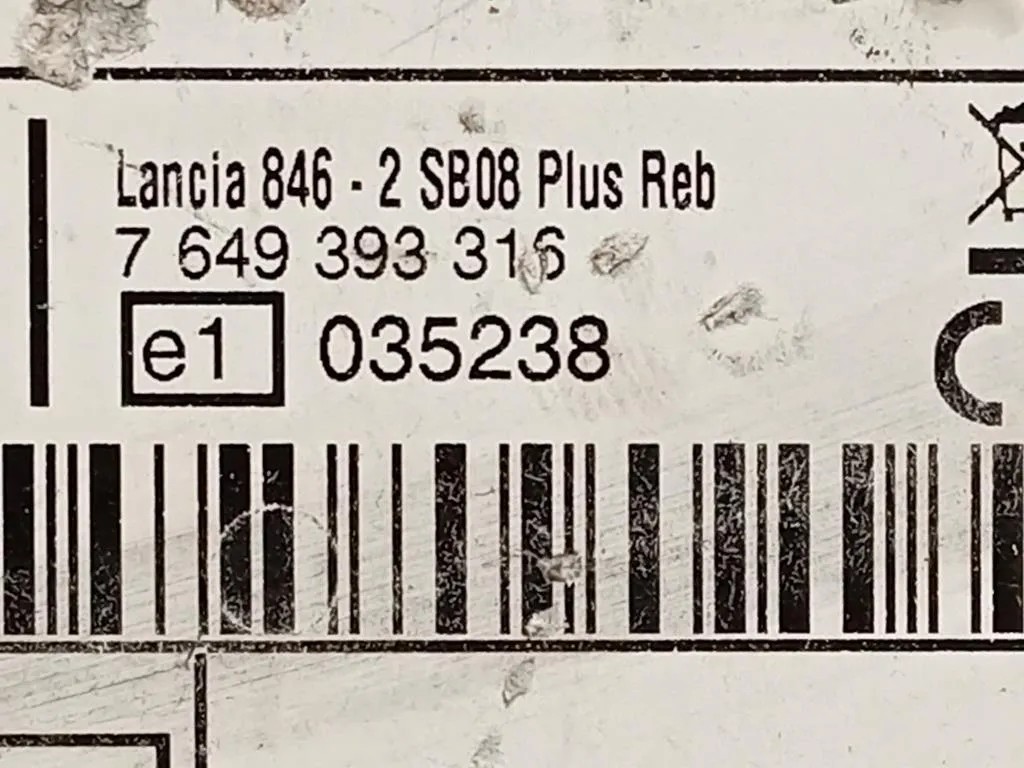 Lancia 846 - 2 SB08 Plus Reb
7 649 393 316
e1 035238